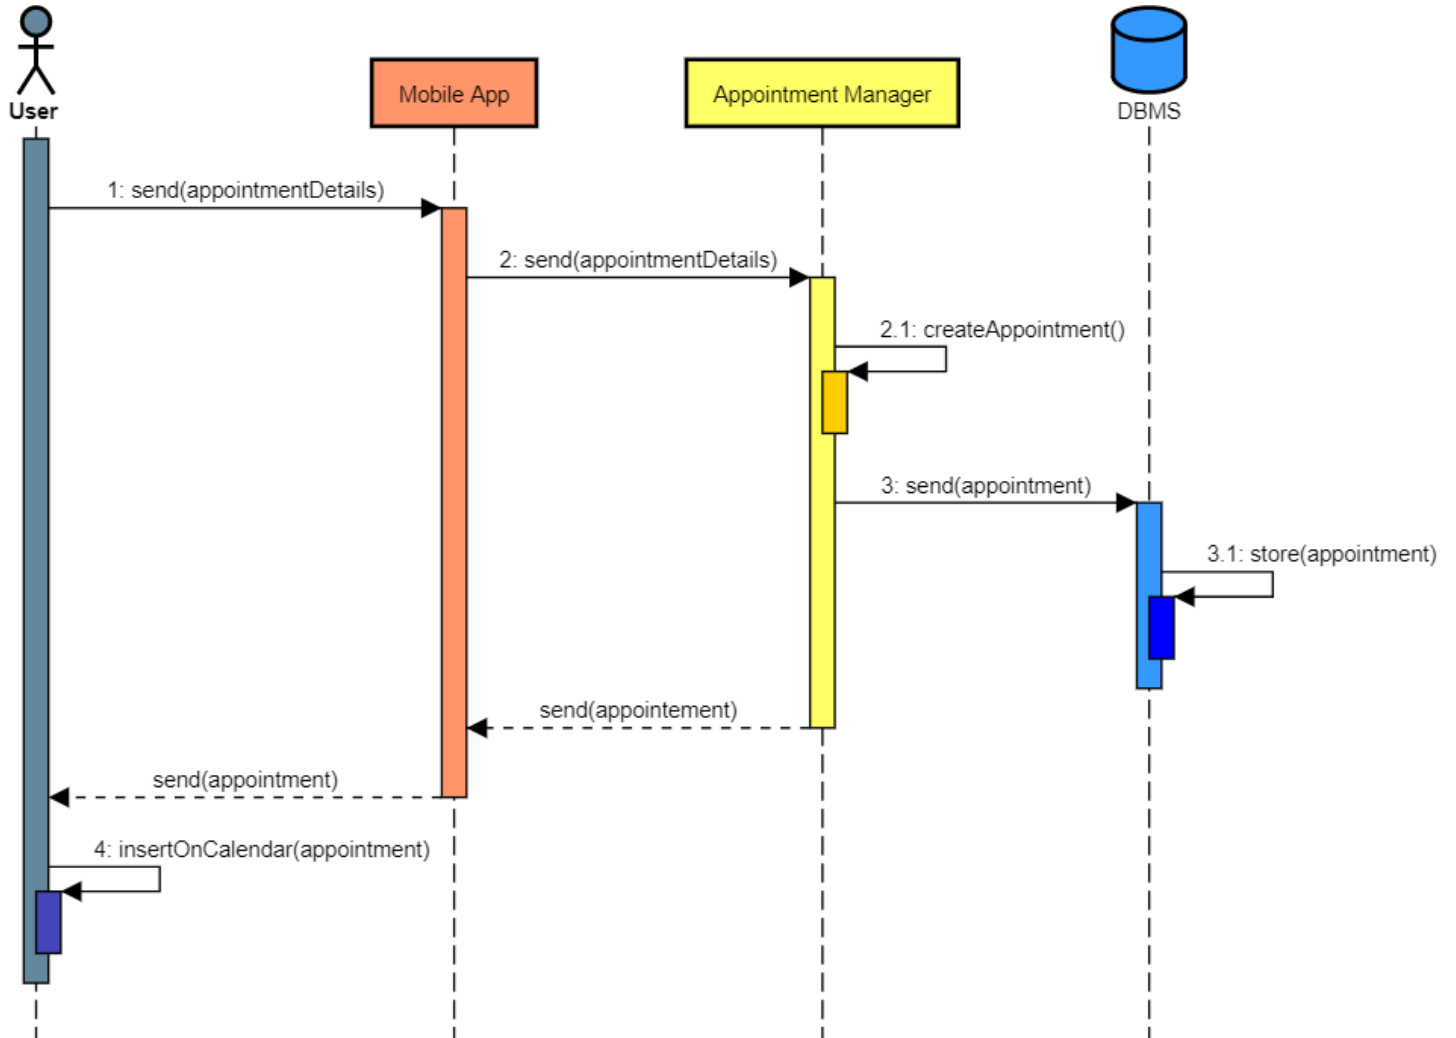 User
Mobile App
Appointment Manager
DBMS
1: send(appointmentDetails)
2: send(appointmentDetails)
2.1: createAppointment()
3: send(appointment)
3.1: store(appointment)
send(appointement)
send(appointment)
4: insertOnCalendar(appointment)